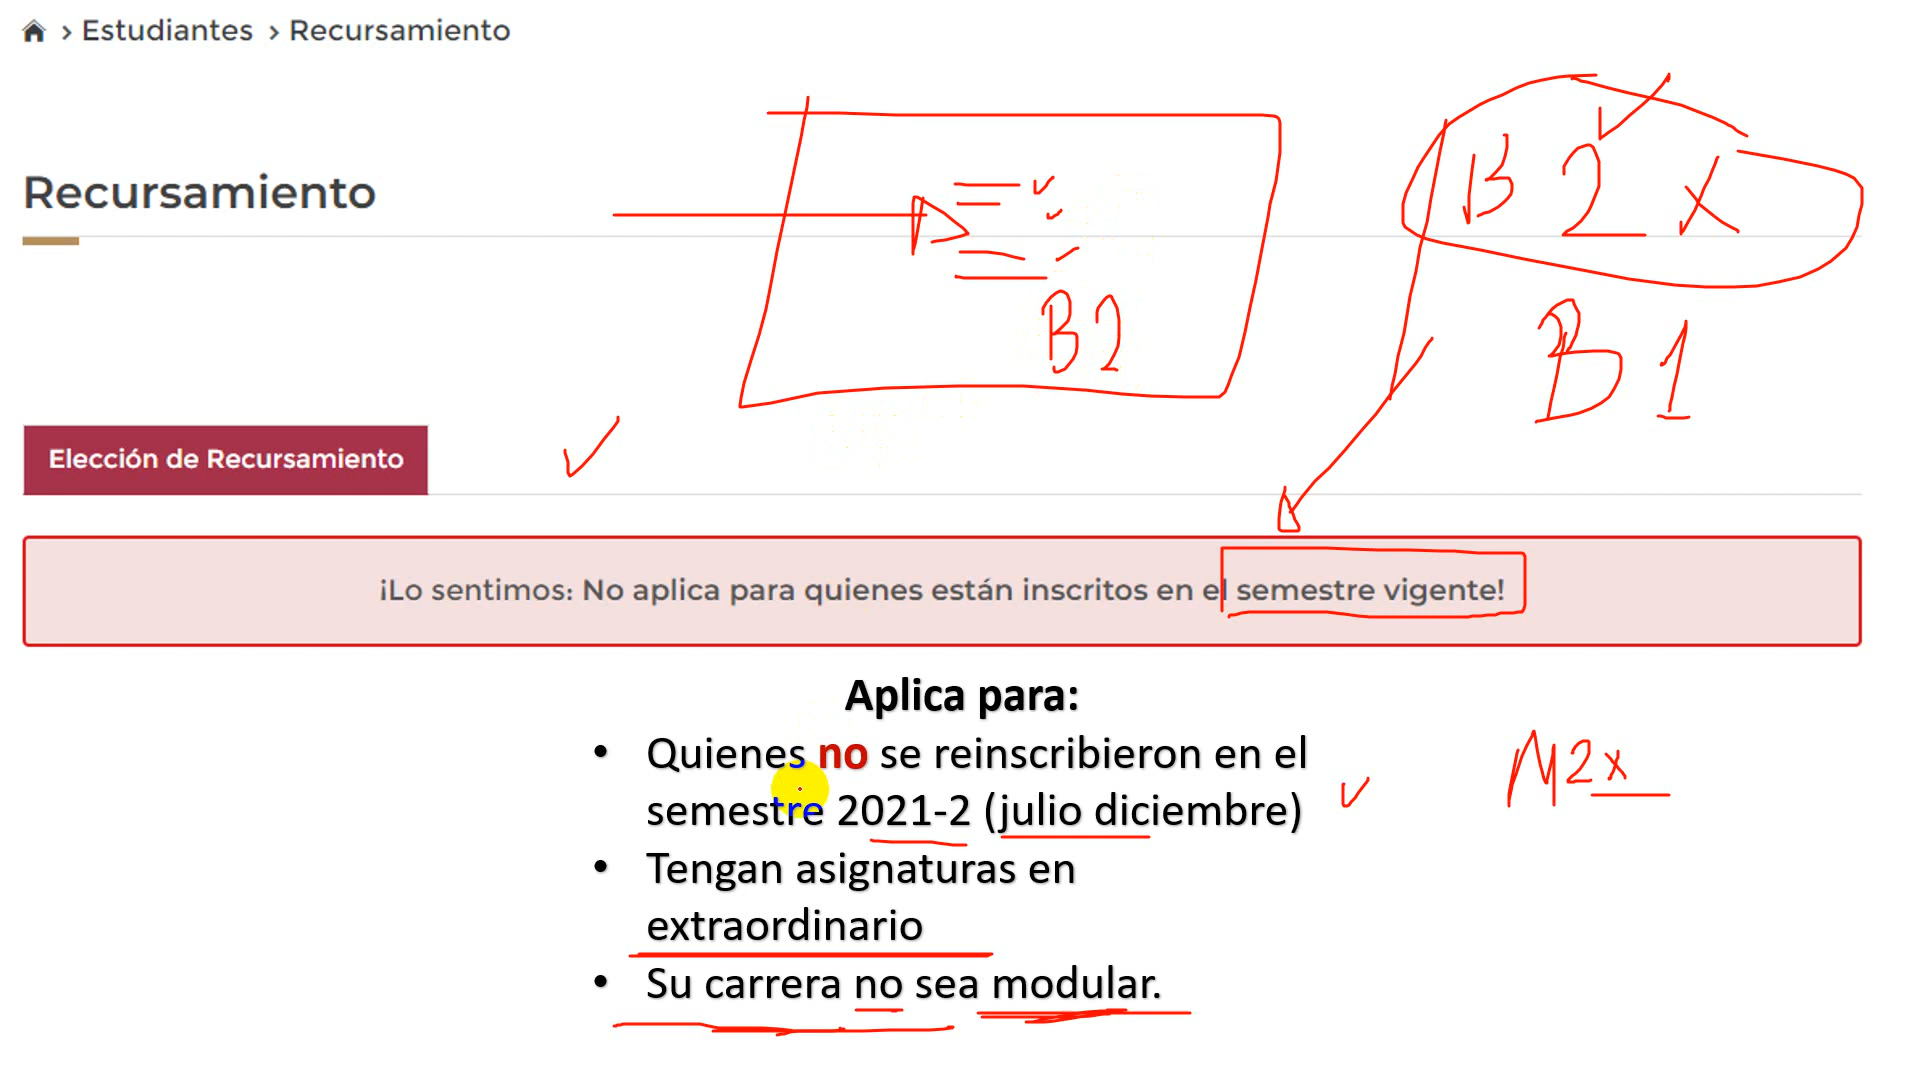 > Estudiantes > Recursamiento
Recursamiento
B 2 x
B2
B 1
Elección de Recursamiento
¡Lo sentimos: No aplica para quienes están inscritos en el semestre vigente!
Aplica para:
• Quienes no se reinscribieron en el
semestre 2021-2 (julio diciembre)
M2x
• Tengan asignaturas en
extraordinario
• Su carrera no sea modular.